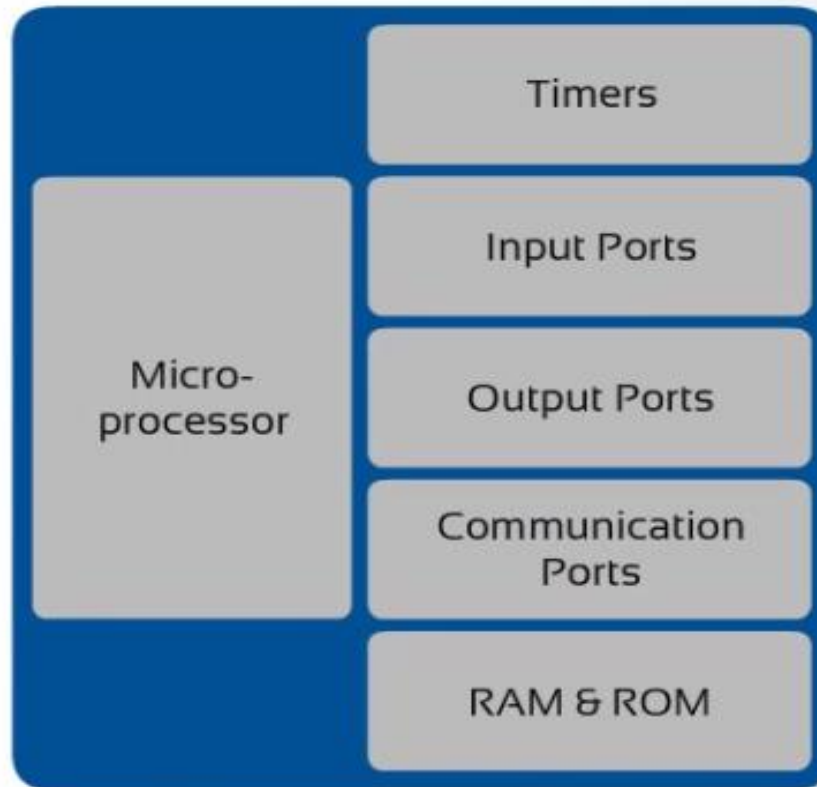 Timers
Input Ports
Micro-
processor
Output Ports
Communication
Ports
RAM & ROM